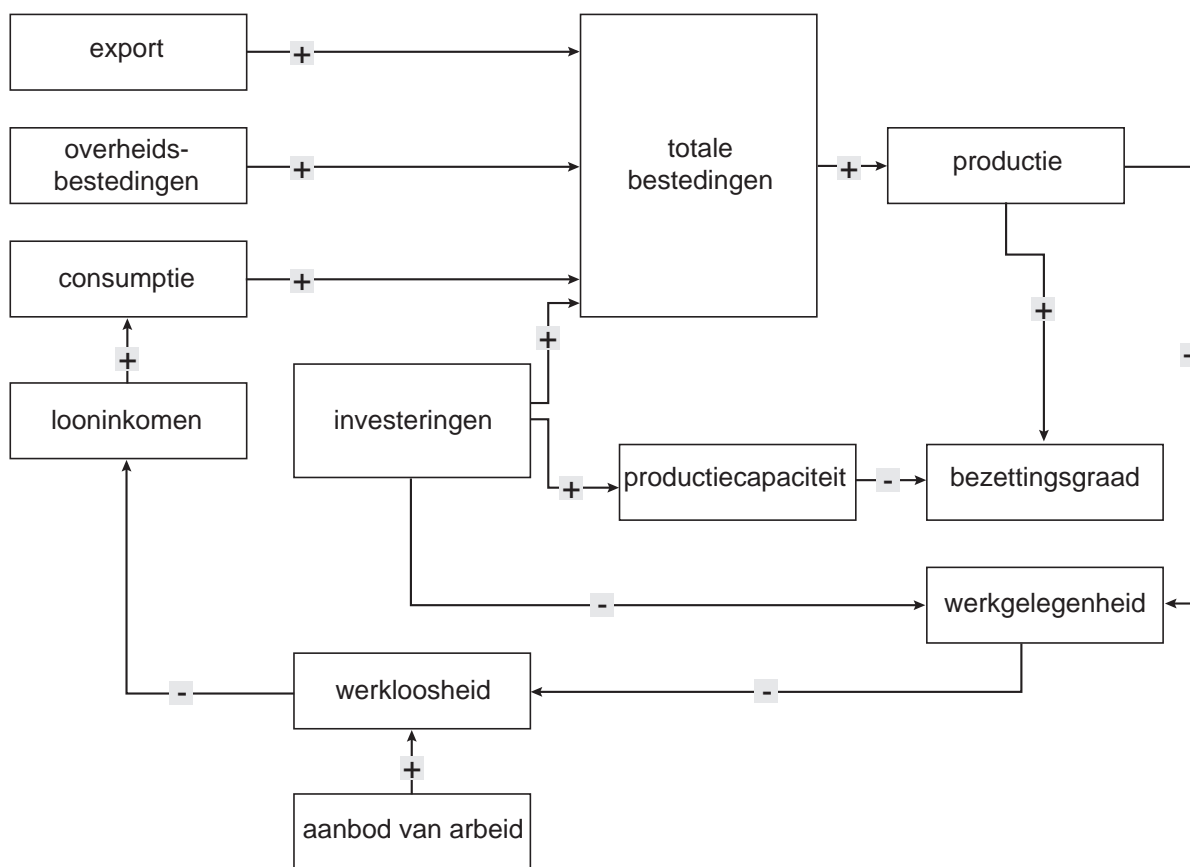 export
+
overheids-
bestedingen
+
consumptie
+
totale
bestedingen
+
productie
+
+
looninkomen
+
investeringen
+
productiecapaciteit
-
bezettingsgraad
-
werkgelegenheid
-
werkloosheid
-
+
aanbod van arbeid